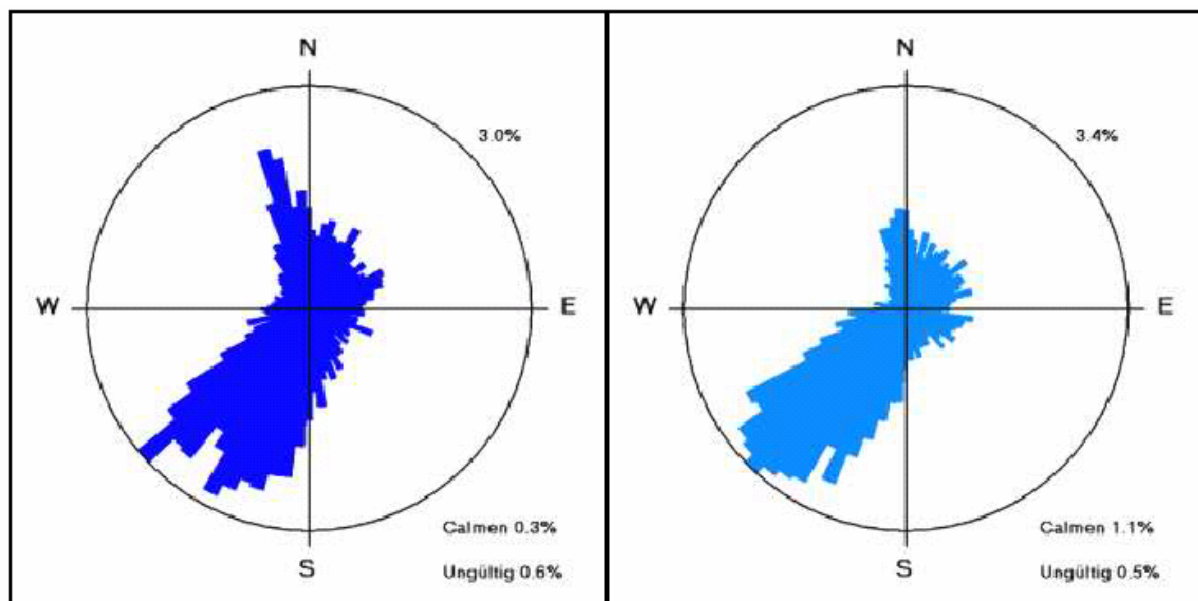 N
3.0%
W
E
Calmen 0.3%
S
Ungültig 0.6%
N
3.4%
W
E
Calmen 1.1%
S
Ungültig 0.5%